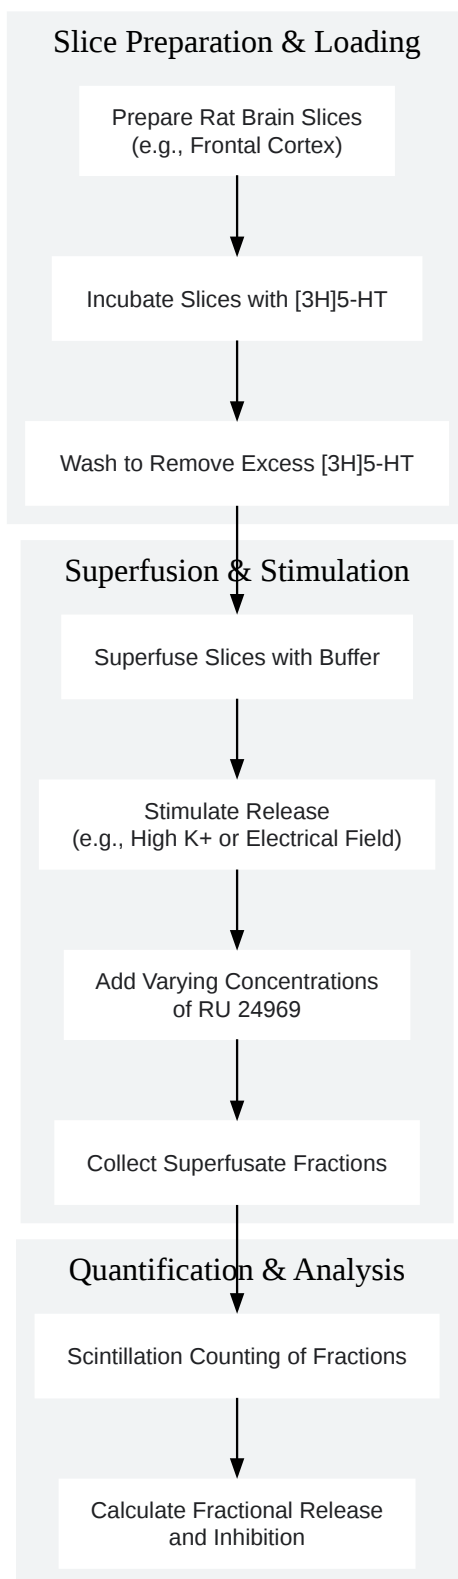 Slice Preparation & Loading
Prepare Rat Brain Slices
(e.g., Frontal Cortex)
Incubate Slices with [3H]5-HT
Wash to Remove Excess [3H]5-HT
Superfusion & Stimulation
Superfuse Slices with Buffer
Stimulate Release
(e.g., High K+ or Electrical Field)
Add Varying Concentrations
of RU 24969
Collect Superfusate Fractions
Quantification & Analysis
Scintillation Counting of Fractions
Calculate Fractional Release
and Inhibition